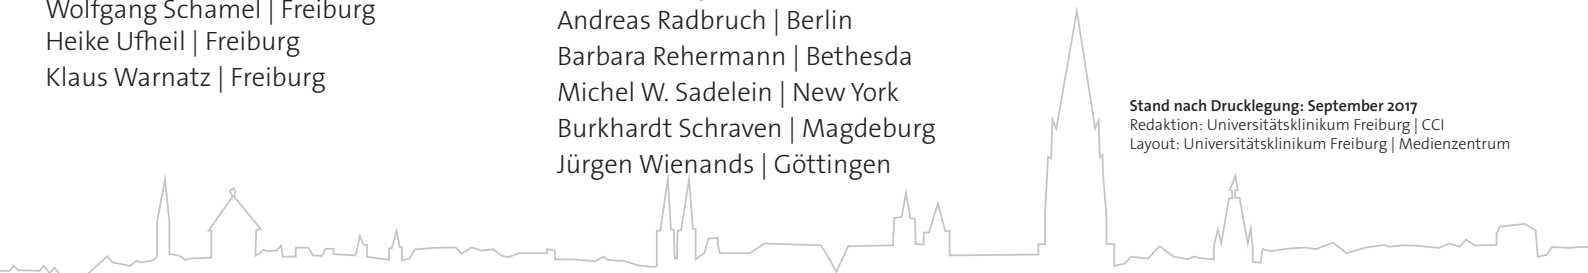 Wolfgang Schamel | Freiburg
Heike Ufheil | Freiburg
Klaus Warnatz | Freiburg
Andreas Radbruch | Berlin
Barbara Rehermann | Bethesda
Michel W. Sadelein | New York
Burkhardt Schraven | Magdeburg
Jürgen Wienands | Göttingen
Stand nach Drucklegung: September 2017
Redaktion: Universitätsklinikum Freiburg | CCI
Layout: Universitätsklinikum Freiburg | Medienzentrum